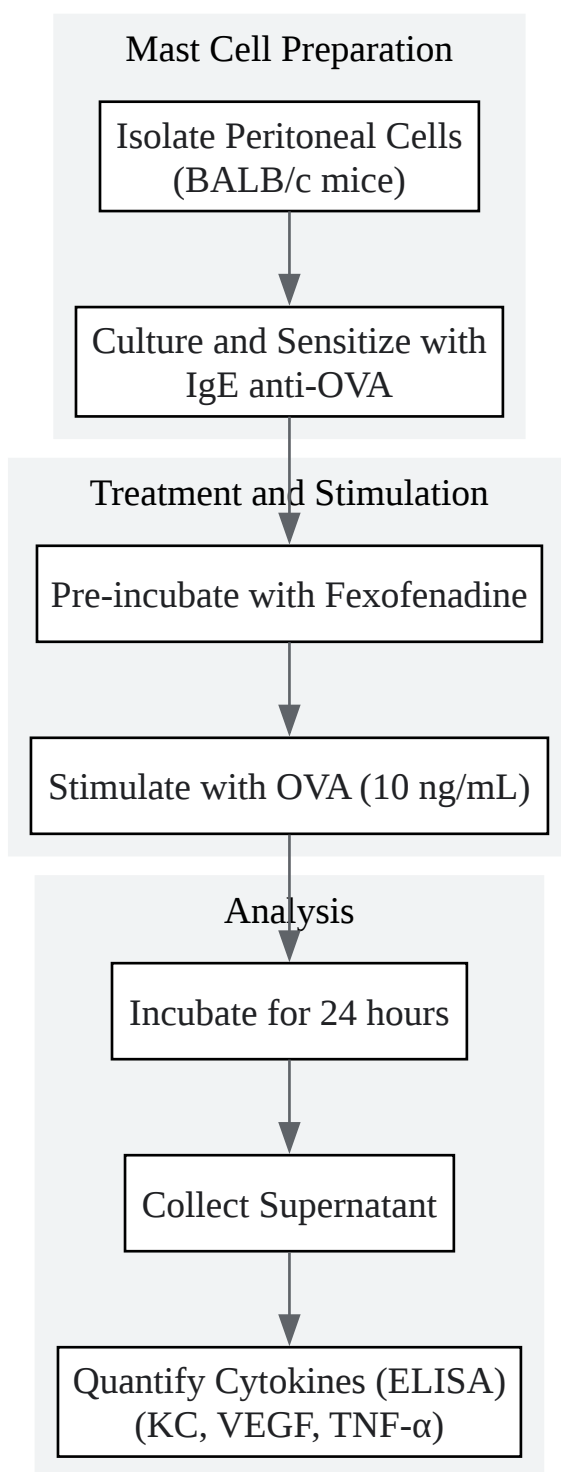 Mast Cell Preparation
Isolate Peritoneal Cells
(BALB/c mice)
Culture and Sensitize with
IgE anti-OVA
Treatment and Stimulation
Pre-incubate with Fexofenadine
Stimulate with OVA (10 ng/mL)
Analysis
Incubate for 24 hours
Collect Supernatant
Quantify Cytokines (ELISA)
(KC, VEGF, TNF-α)